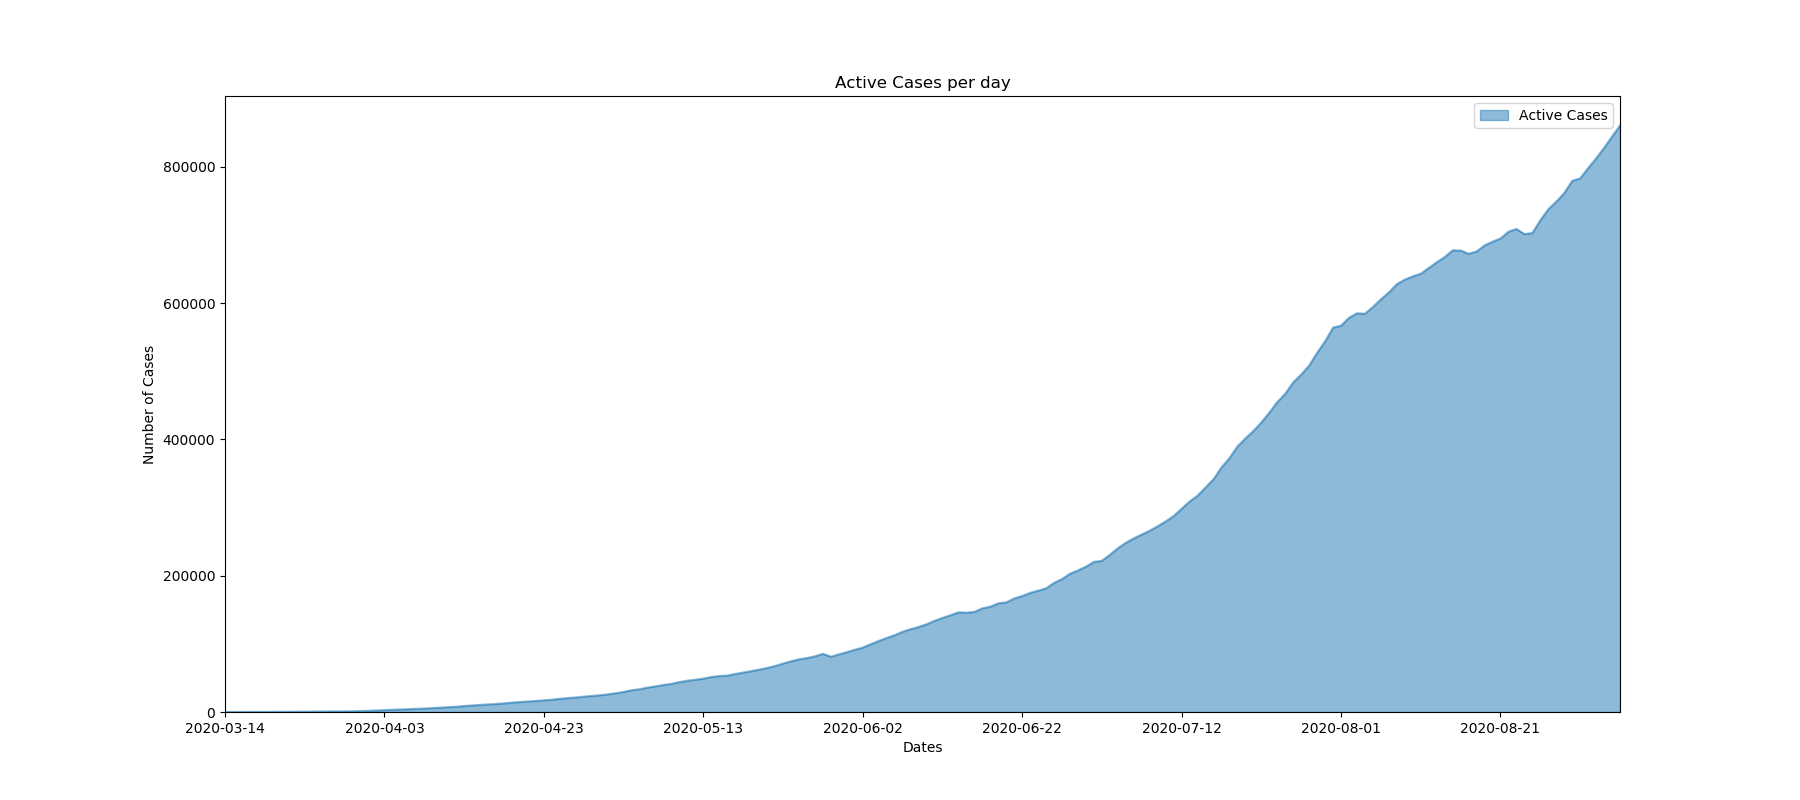 Active Cases per day
Active Cases
800000
600000
400000
200000
0
Number of Cases
2020-03-14 2020-04-03 2020-04-23 2020-05-13 2020-06-02 2020-06-22 2020-07-12 2020-08-01 2020-08-21
Dates